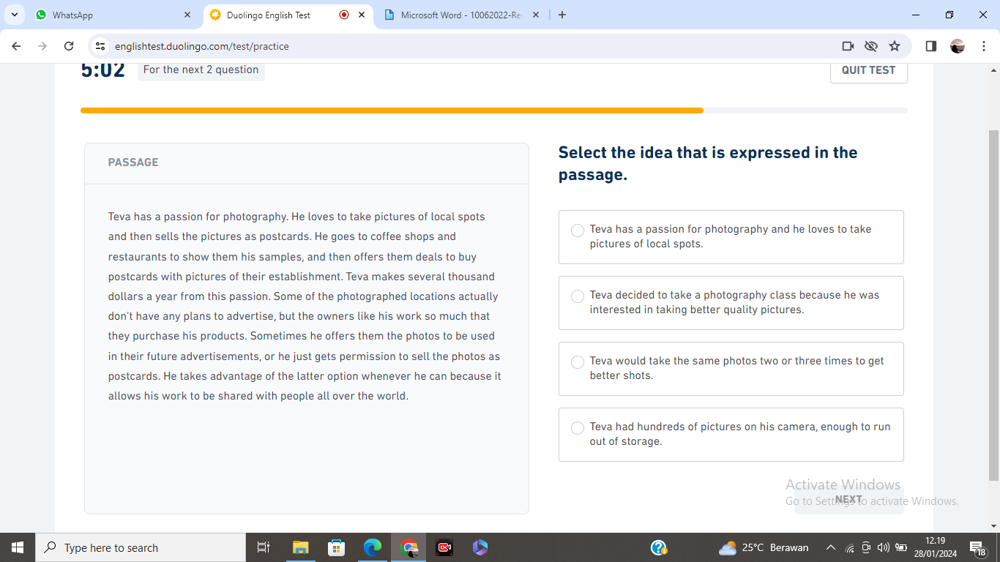 WhatsApp
Duolingo English Test
Microsoft Word - 10062022-Re
englishtest.duolingo.com/test/practice
5:02
For the next 2 question
QUIT TEST
PASSAGE
Teva has a passion for photography. He loves to take pictures of local spots
and then sells the pictures as postcards. He goes to coffee shops and
restaurants to show them his samples, and then offers them deals to buy
postcards with pictures of their establishment. Teva makes several thousand
dollars a year from this passion. Some of the photographed locations actually
don't have any plans to advertise, but the owners like his work so much that
they purchase his products. Sometimes he offers them the photos to be used
in their future advertisements, or he just gets permission to sell the photos as
postcards. He takes advantage of the latter option whenever he can because it
allows his work to be shared with people all over the world.
Select the idea that is expressed in the
passage.
Teva has a passion for photography and he loves to take
pictures of local spots.
Teva decided to take a photography class because he was
interested in taking better quality pictures.
Teva would take the same photos two or three times to get
better shots.
Teva had hundreds of pictures on his camera, enough to run
out of storage.
Activate Windows
Go to Settings to activate Windows.
NEXT
Type here to search
25°C Berawan
12.19
28/01/2024
18